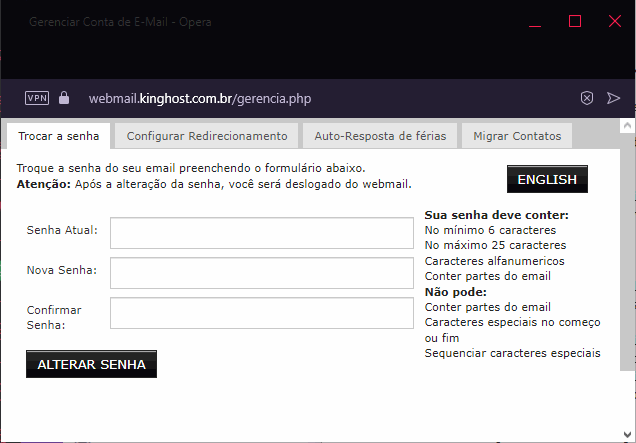 Gerenciar Conta de E-Mail - Opera
VPN webmail.kinghost.com.br/gerencia.php
Trocar a senha Configurar Redirecionamento Auto-Resposta de férias Migrar Contatos
Troque a senha do seu email preenchendo o formulário abaixo.
Atenção: Após a alteração da senha, você será deslogado do webmail.
ENGLISH
Senha Atual:
Nova Senha:
Confirmar
Senha:
ALTERAR SENHA
Sua senha deve conter:
No mínimo 6 caracteres
No máximo 25 caracteres
Caracteres alfanumericos
Conter partes do email
Não pode:
Conter partes do email
Caracteres especiais no começo
ou fim
Sequenciar caracteres especiais